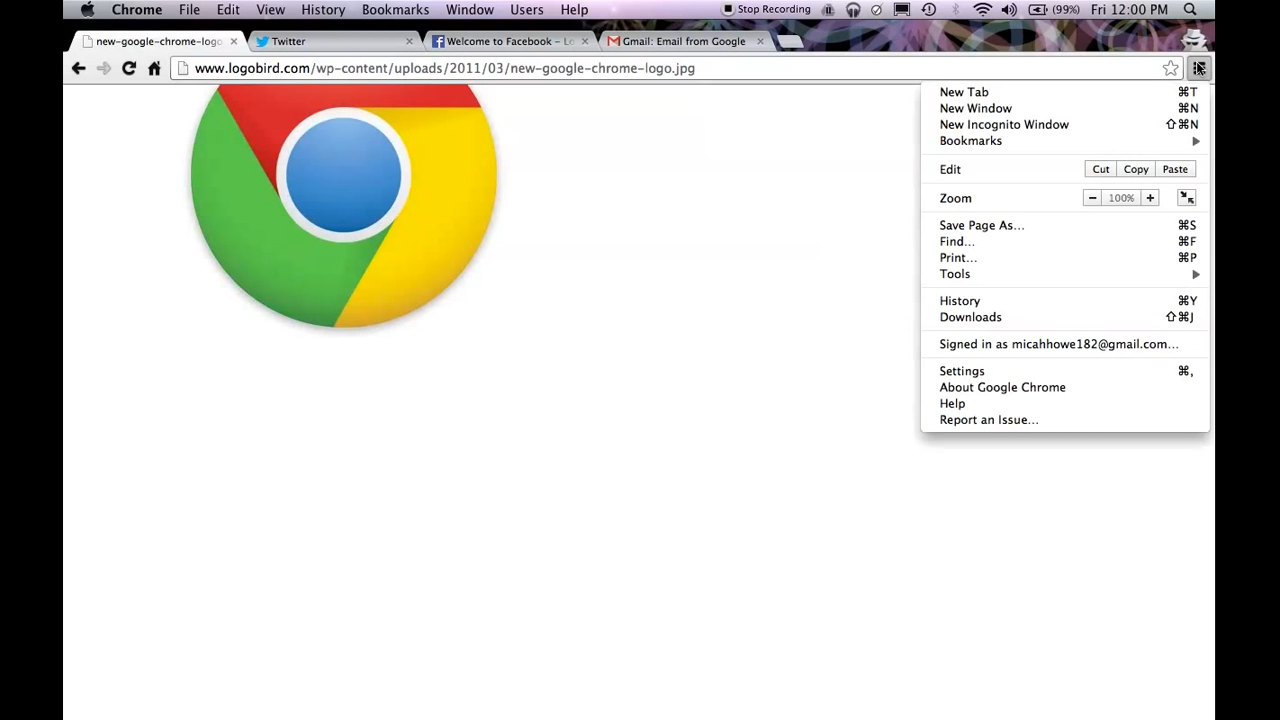 Chrome File Edit View History Bookmarks Window Users Help Stop Recording (99%) Fri 12:00 PM
new-google-chrome-logo Twitter Welcome to Facebook – Lo Gmail: Email from Google
www.logobird.com/wp-content/uploads/2011/03/new-google-chrome-logo.jpg
New Tab ⌘T
New Window ⌘N
New Incognito Window ⇧⌘N
Bookmarks
Edit Cut Copy Paste
Zoom − 100% +
Save Page As... ⌘S
Find... ⌘F
Print... ⌘P
Tools
History ⌘Y
Downloads ⇧⌘J
Signed in as micahhowe182@gmail.com...
Settings ⌘,
About Google Chrome
Help
Report an Issue...